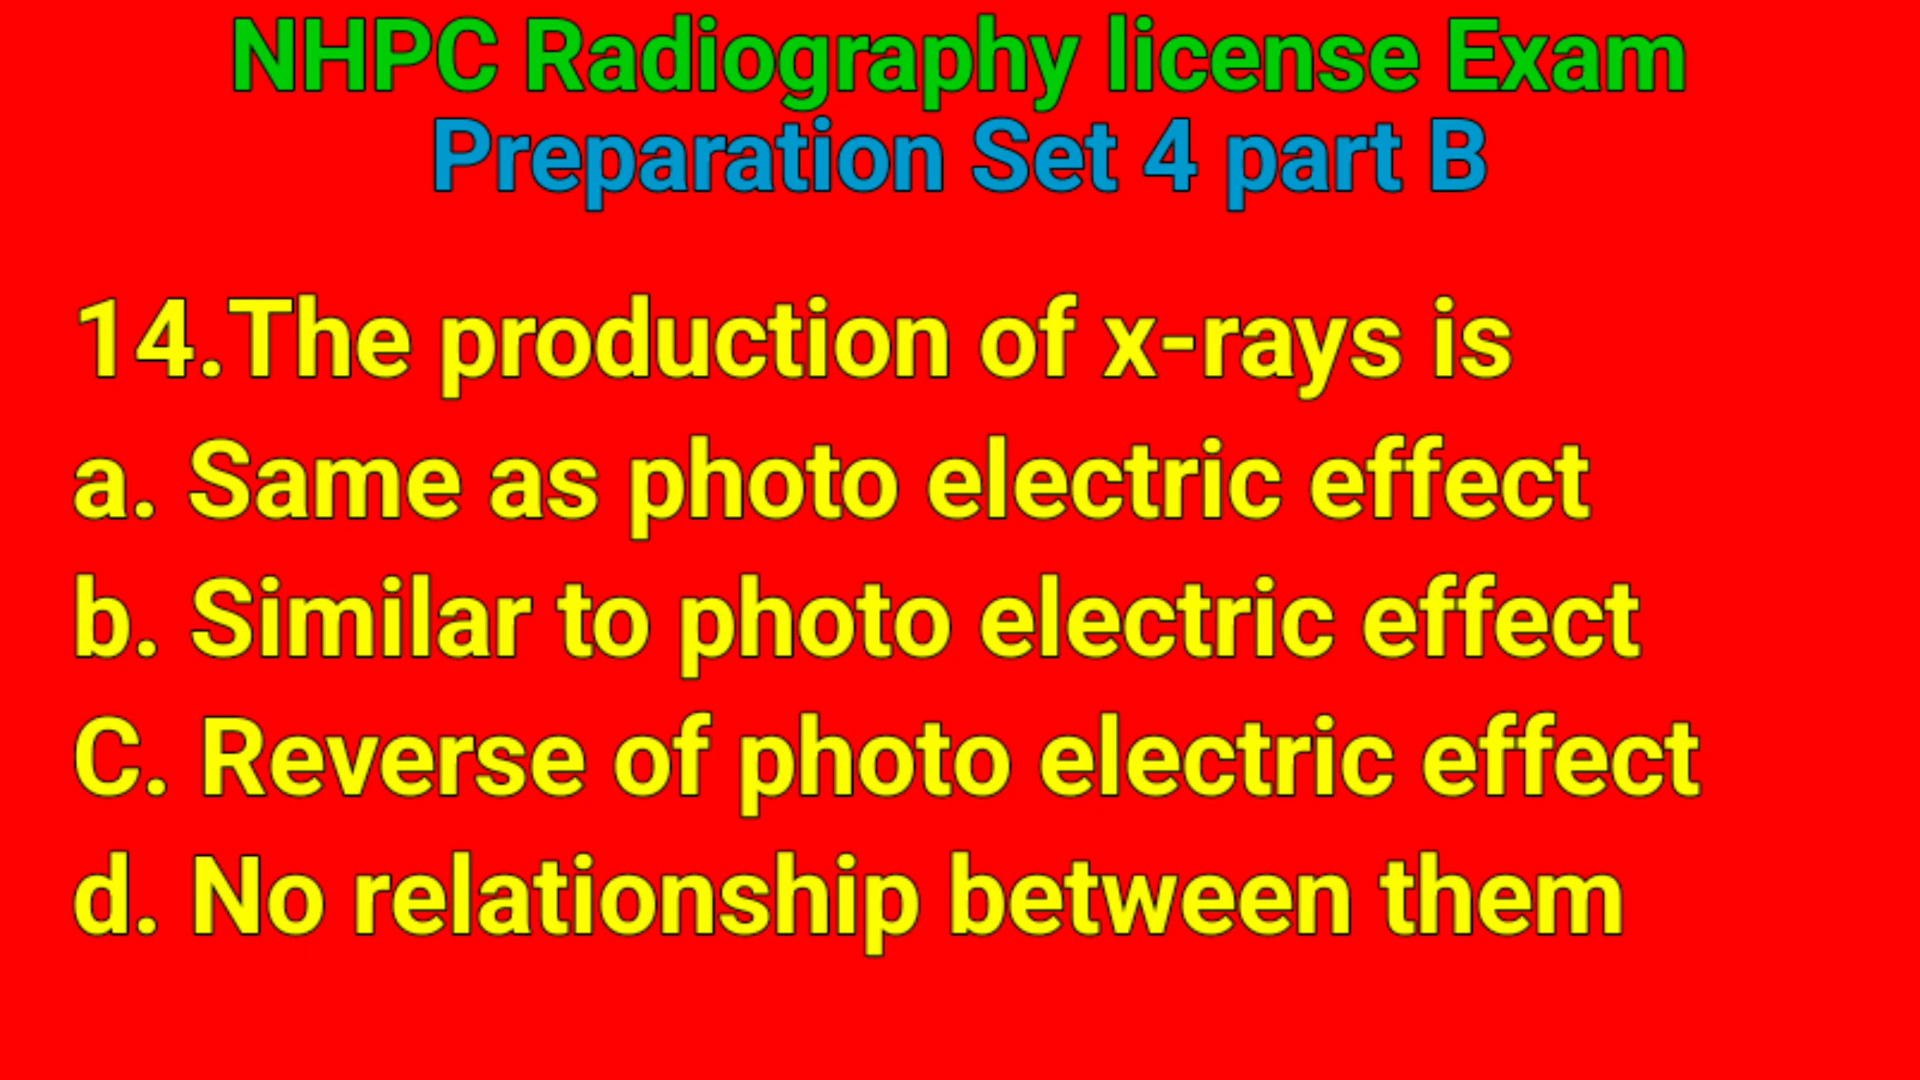 NHPC Radiography license Exam
Preparation Set 4 part B
14.The production of x-rays is
a. Same as photo electric effect
b. Similar to photo electric effect
C. Reverse of photo electric effect
d. No relationship between them